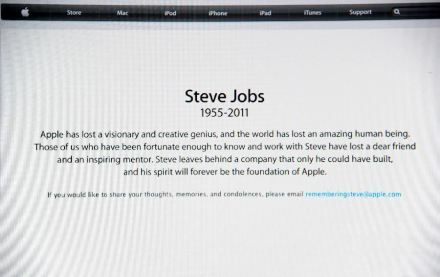 Store Mac iPod iPhone iPad iTunes Support
Steve Jobs
1955-2011
Apple has lost a visionary and creative genius, and the world has lost an amazing human being.
Those of us who have been fortunate enough to know and work with Steve have lost a dear friend
and an inspiring mentor. Steve leaves behind a company that only he could have built,
and his spirit will forever be the foundation of Apple.
If you would like to share your thoughts, memories, and condolences, please email rememberingsteve@apple.com